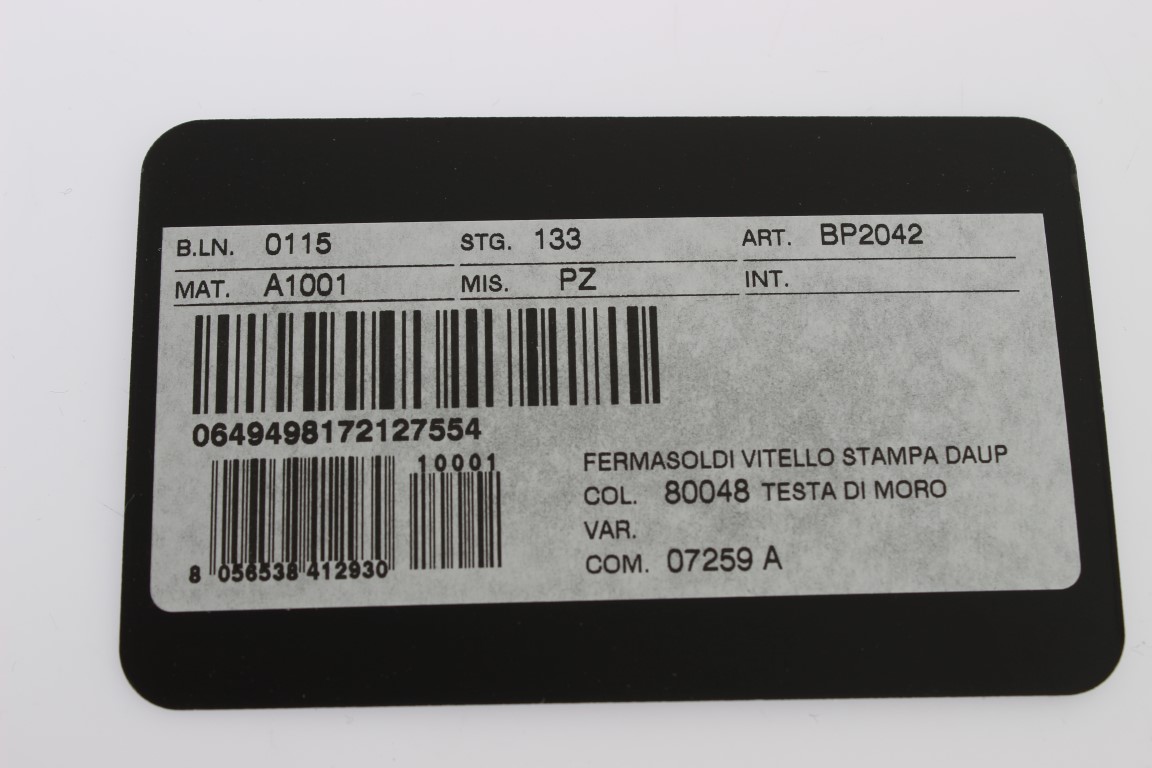 B.LN. 0115 STG. 133 ART. BP2042
MAT. A1001 MIS. PZ INT.
0649498172127554
10001
8 056538 412930
FERMASOLDI VITELLO STAMPA DAUP
COL. 80048 TESTA DI MORO
VAR.
COM. 07259 A